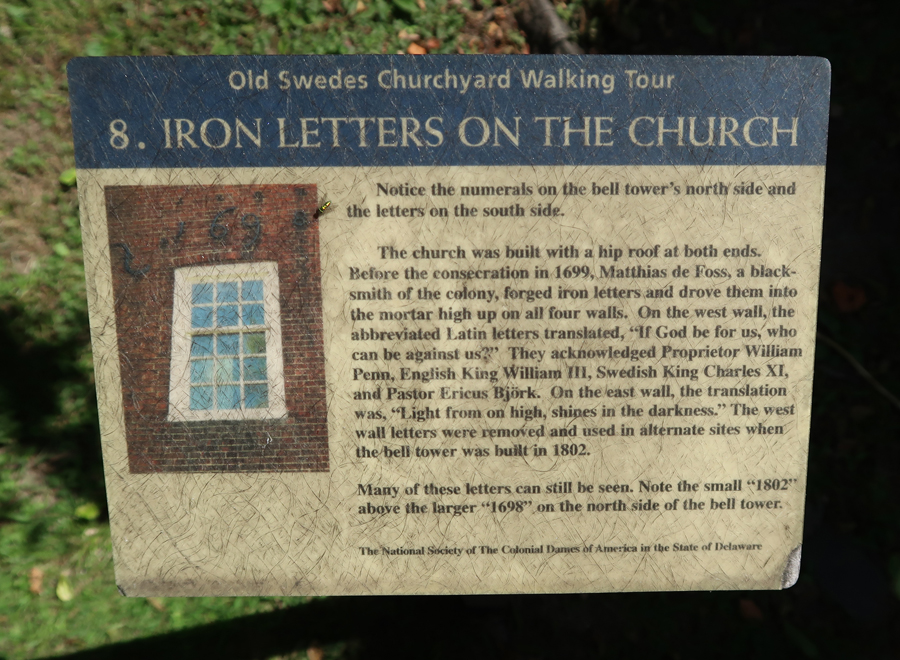 Old Swedes Churchyard Walking Tour
8. IRON LETTERS ON THE CHURCH
Notice the numerals on the bell tower's north side and
the letters on the south side.
The church was built with a hip roof at both ends.
Before the consecration in 1699, Matthias de Foss, a black-
smith of the colony, forged iron letters and drove them into
the mortar high up on all four walls. On the west wall, the
abbreviated Latin letters translated, "If God be for us, who
can be against us?" They acknowledged Proprietor William
Penn, English King William III, Swedish King Charles XI,
and Pastor Ericus Björk. On the east wall, the translation
was, "Light from on high, shines in the darkness." The west
wall letters were removed and used in alternate sites when
the bell tower was built in 1802.
Many of these letters can still be seen. Note the small "1802"
above the larger "1698" on the north side of the bell tower.
The National Society of The Colonial Dames of America in the State of Delaware